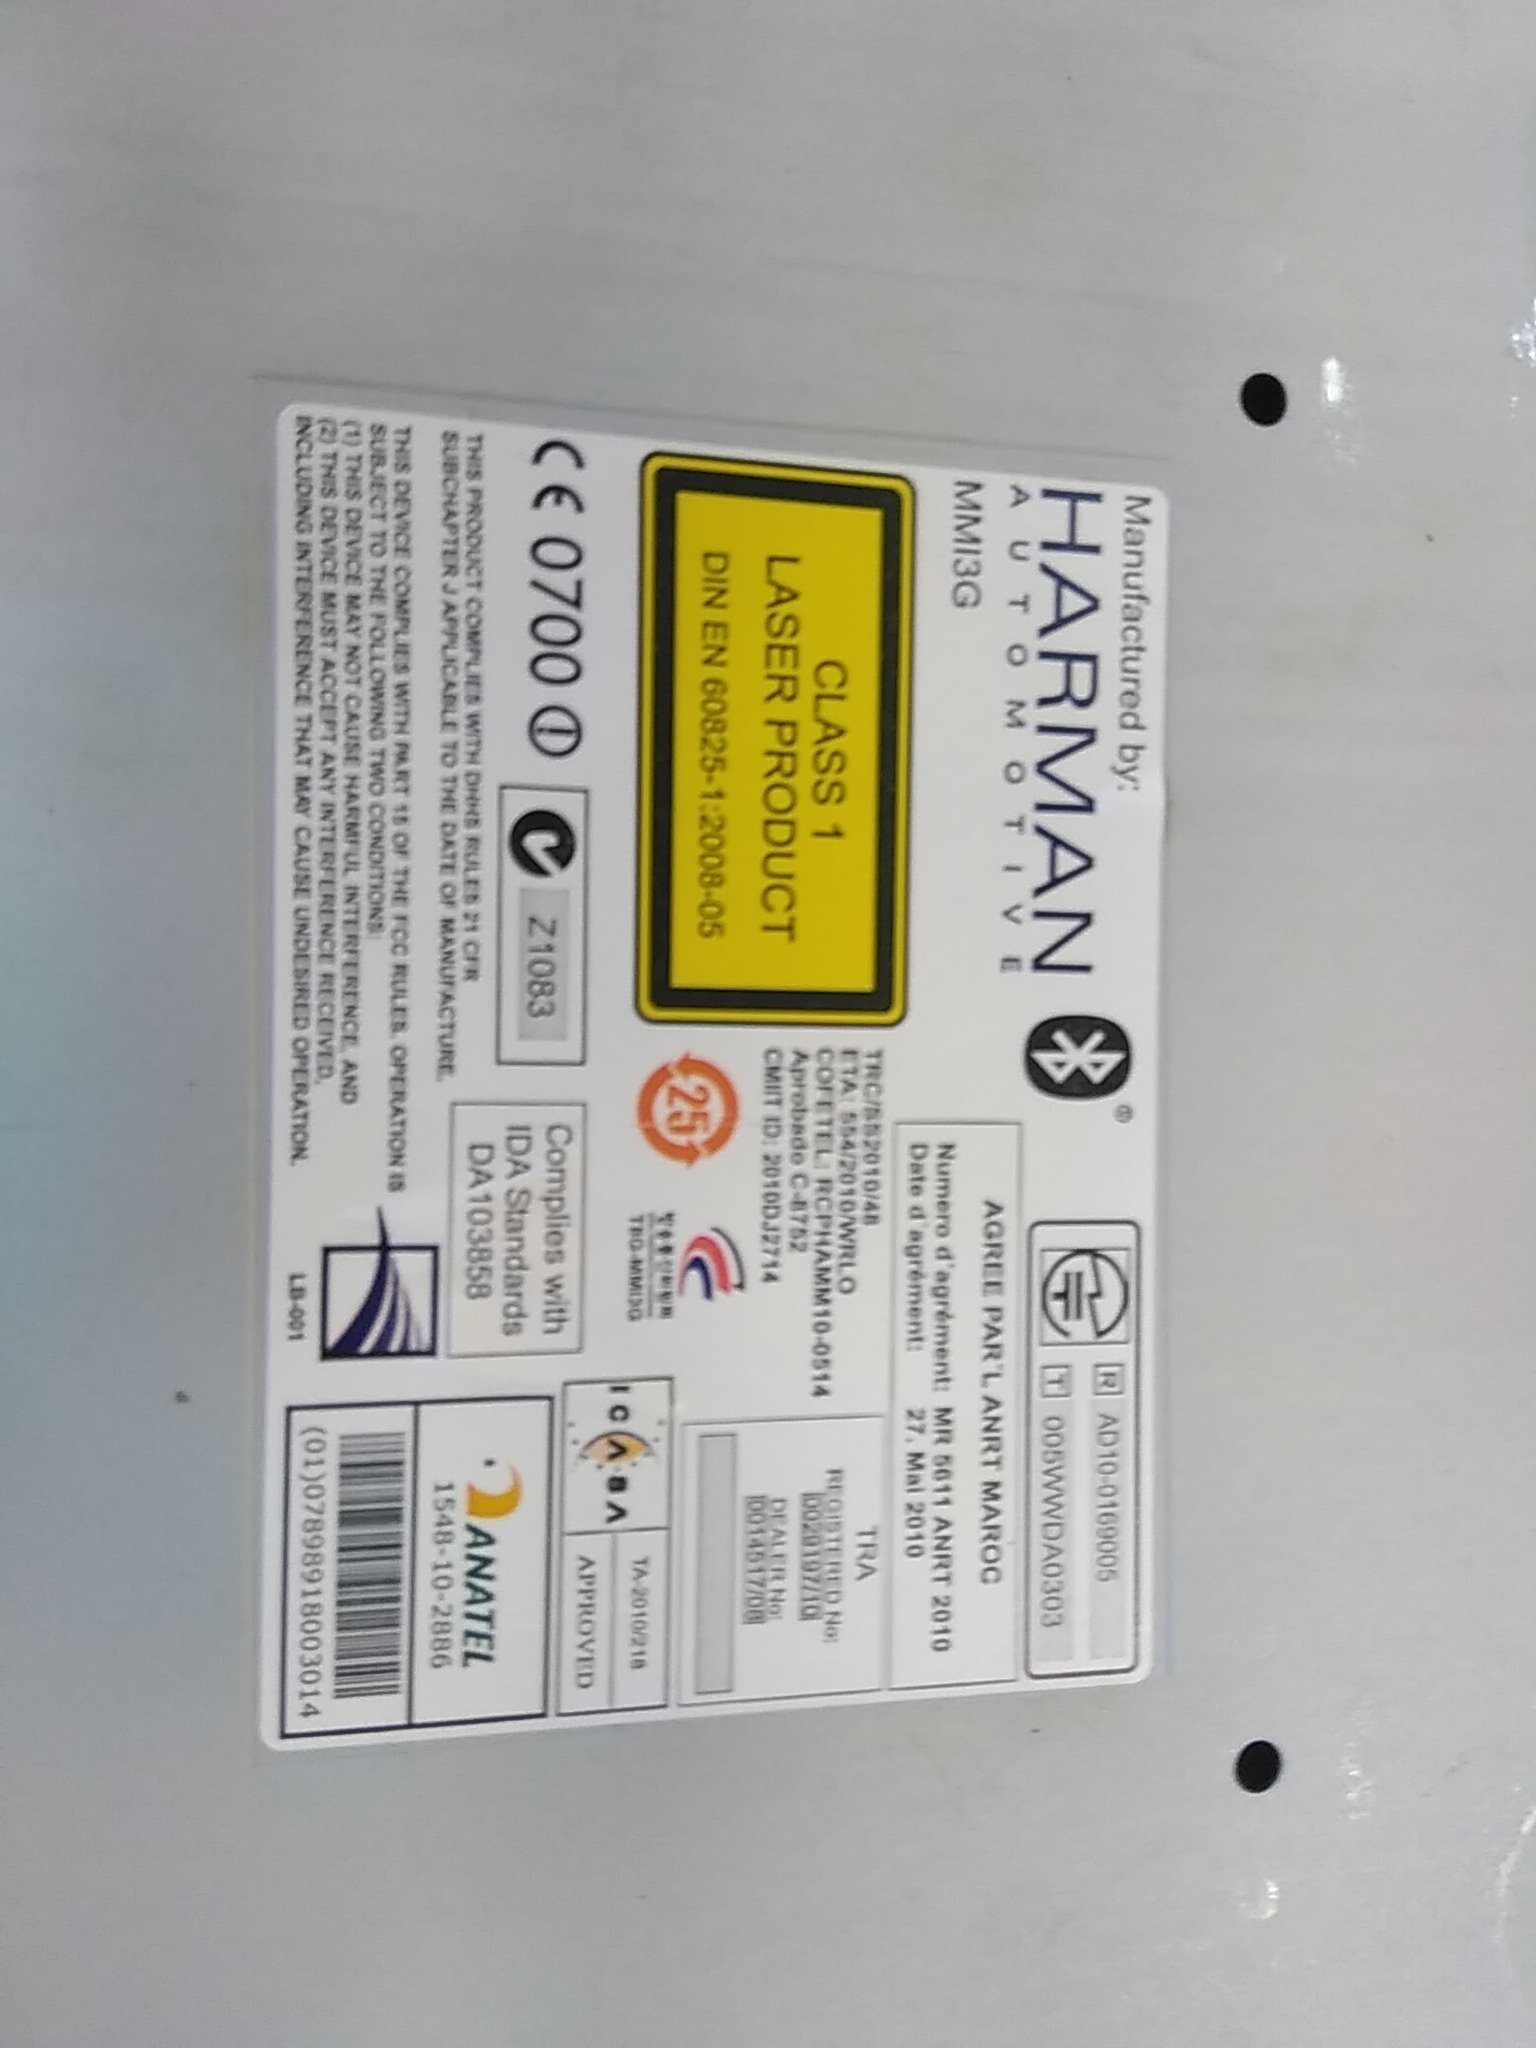 Manufactured by:
HARMAN
AUTOMOTIVE
MMI3G
R AD10-0169005
T 005WWDA0303
AGREE PAR'L ANRT MAROC
Numero d'agrément: MR 5611 ANRT 2010
Date d'agrément: 27. Mai 2010
CLASS 1
LASER PRODUCT
DIN EN 60825-1:2008-05
TRC/SS2010/48
ETA: 554/2010/WRLO
COFETEL: RCPHAMM10-0514
Aprobado C-8752
CMIIT ID: 2010DJ2714
TRA
REGISTERED No:
DEALER No:
25
TBG-MMI3G
CE 0700
Z1083
Complies with
IDA Standards
DA103858
ICASA
TA-2010/218
APPROVED
THIS PRODUCT COMPLIES WITH DHHS RULES 21 CFR
SUBCHAPTER J APPLICABLE TO THE DATE OF MANUFACTURE.
THIS DEVICE COMPLIES WITH PART 15 OF THE FCC RULES. OPERATION IS
SUBJECT TO THE FOLLOWING TWO CONDITIONS:
(1) THIS DEVICE MAY NOT CAUSE HARMFUL INTERFERENCE, AND
(2) THIS DEVICE MUST ACCEPT ANY INTERFERENCE RECEIVED,
INCLUDING INTERFERENCE THAT MAY CAUSE UNDESIRED OPERATION.
LB-001
ANATEL
1548-10-2886
(01)07898918003014